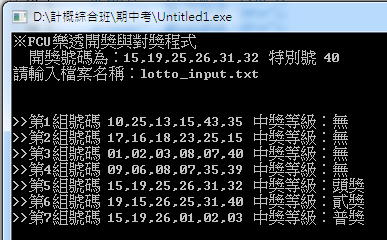 D:\計概綜合班\期中考\Untitled1.exe
※FCU樂透開獎與對獎程式
開獎號碼為：15,19,25,26,31,32 特別號 40
請輸入檔案名稱：lotto_input.txt
>>第1組號碼 10,25,13,15,43,35 中獎等級：無
>>第2組號碼 17,16,18,23,25,15 中獎等級：無
>>第3組號碼 01,02,03,08,07,40 中獎等級：無
>>第4組號碼 09,06,08,07,35,39 中獎等級：無
>>第5組號碼 15,19,25,26,31,32 中獎等級：頭獎
>>第6組號碼 19,15,26,25,31,40 中獎等級：貳獎
>>第7組號碼 15,19,26,01,02,03 中獎等級：普獎